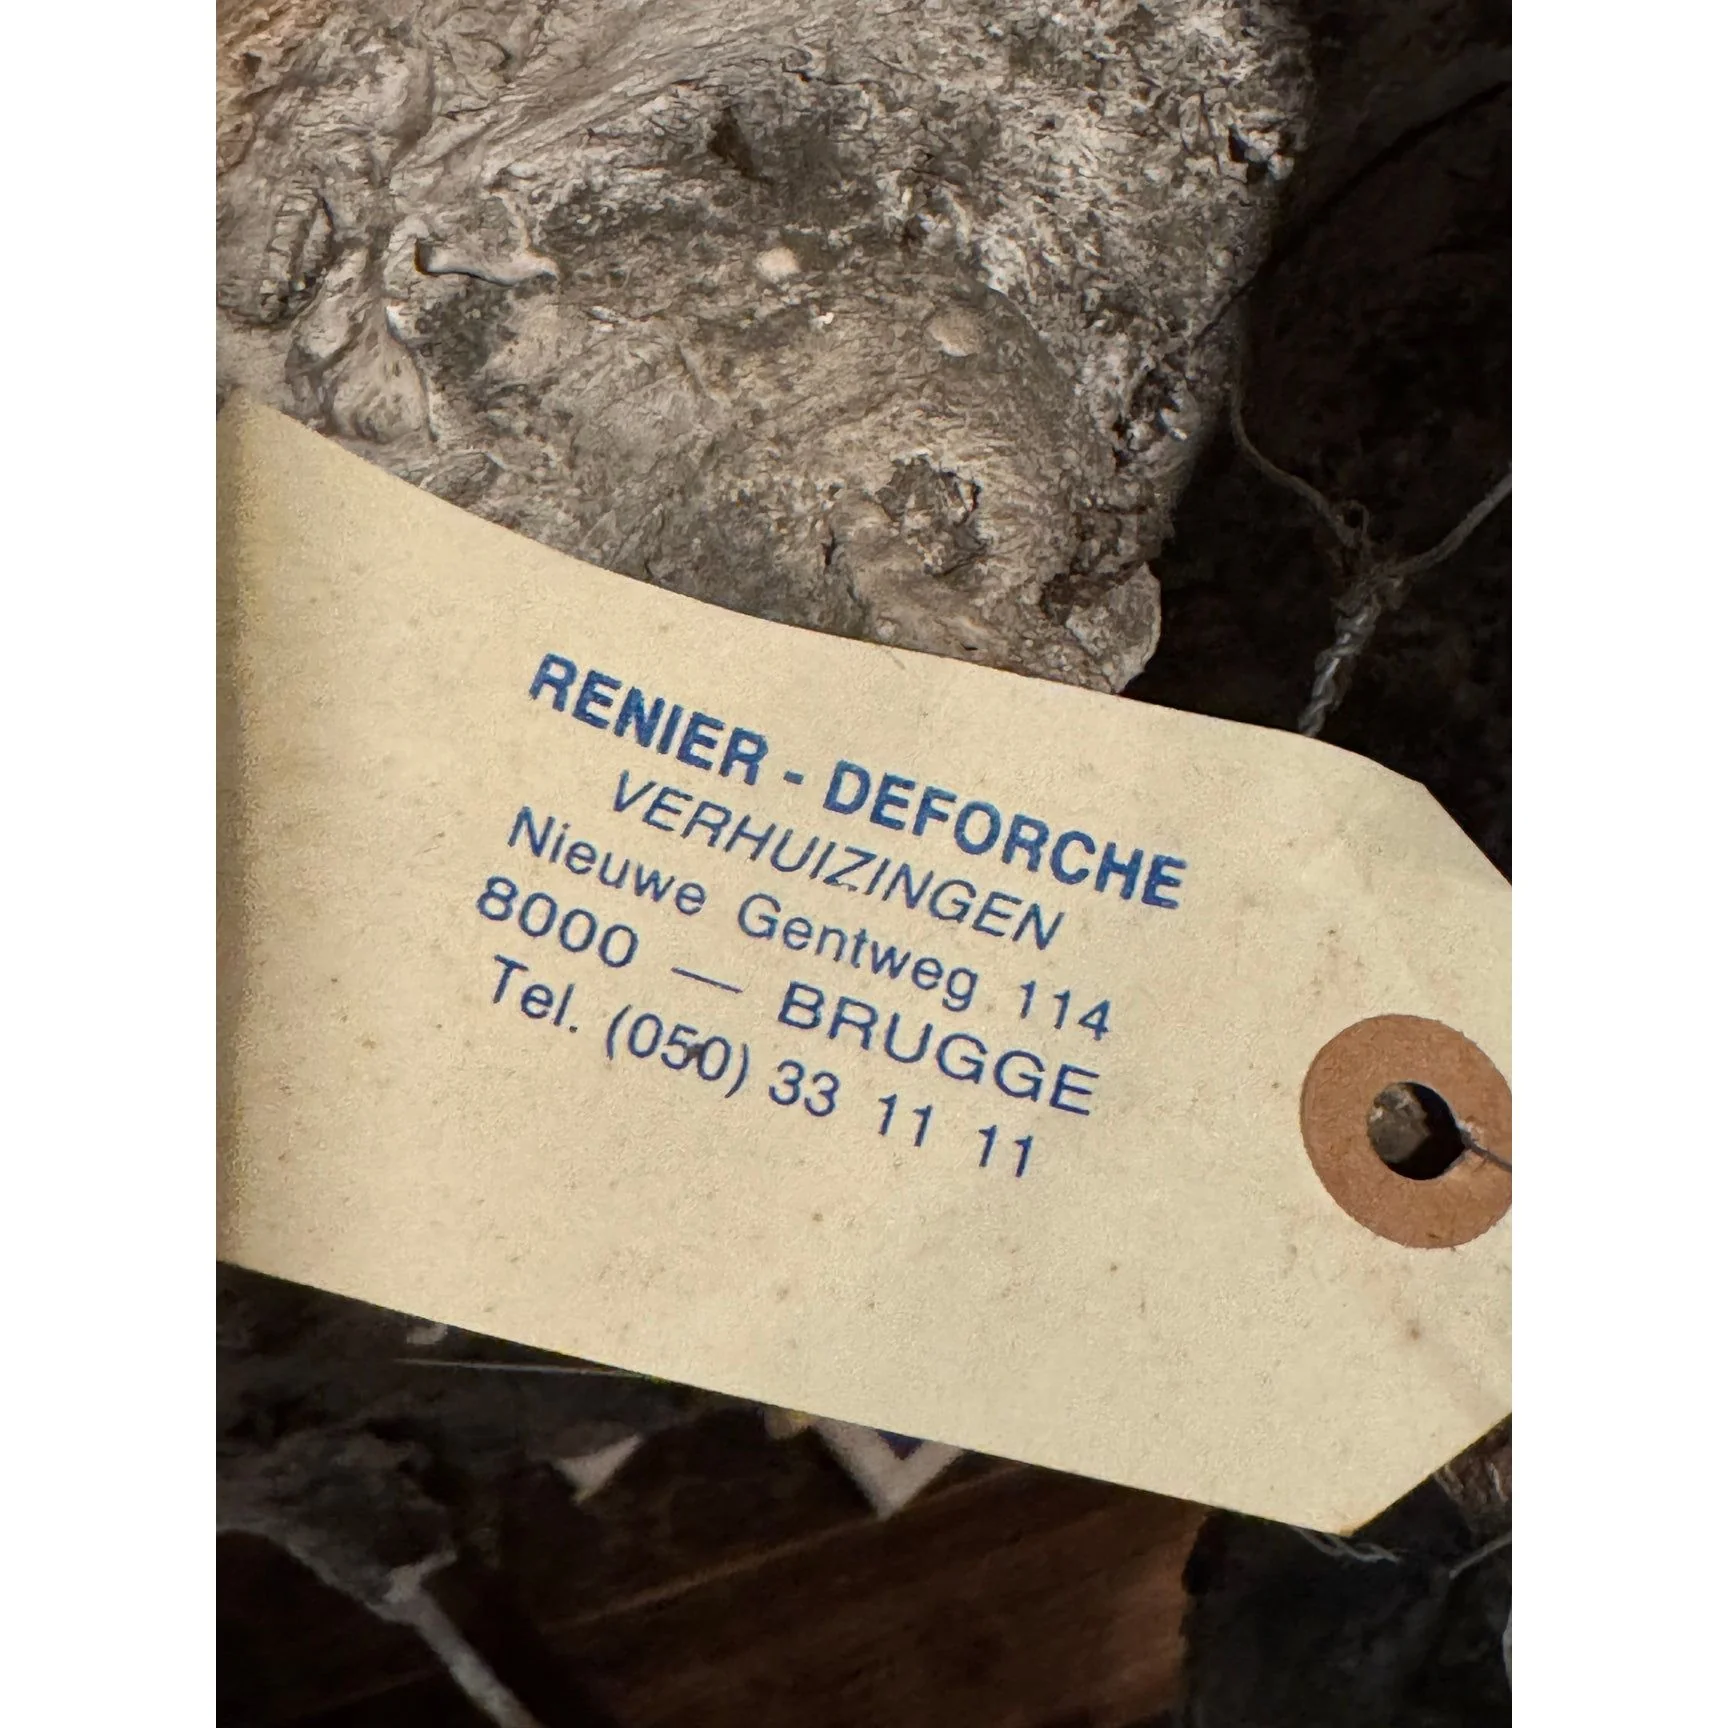 RENIER - DEFORCHE
VERHUIZINGEN
Nieuwe Gentweg 114
8000 — BRUGGE
Tel. (050) 33 11 11